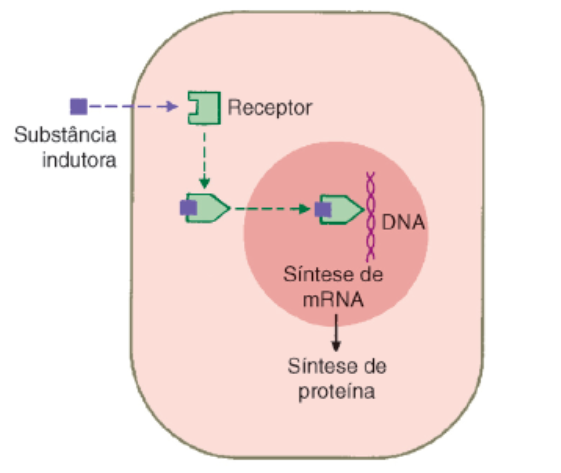 Receptor
Substância
indutora
DNA
Síntese de
mRNA
Síntese de
proteína